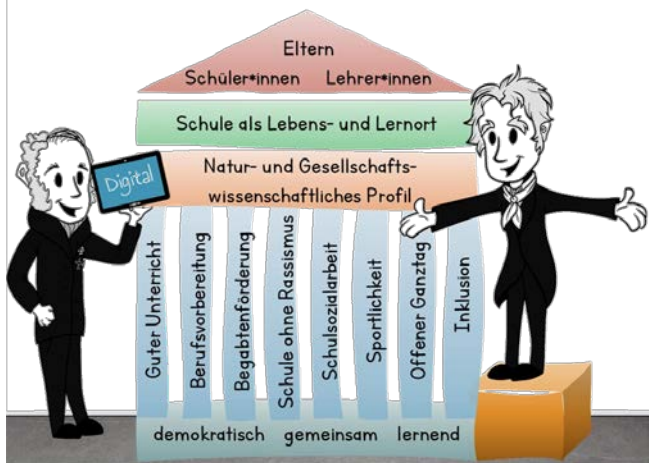 Eltern
Schüler*innen Lehrer*innen
Schule als Lebens- und Lernort
Natur- und Gesellschafts-
wissenschaftliches Profil
Digital
Guter Unterricht
Berufsvorbereitung
Begabtenförderung
Schule ohne Rassismus
Schulsozialarbeit
Sportlichkeit
Offener Ganztag
Inklusion
demokratisch gemeinsam lernend